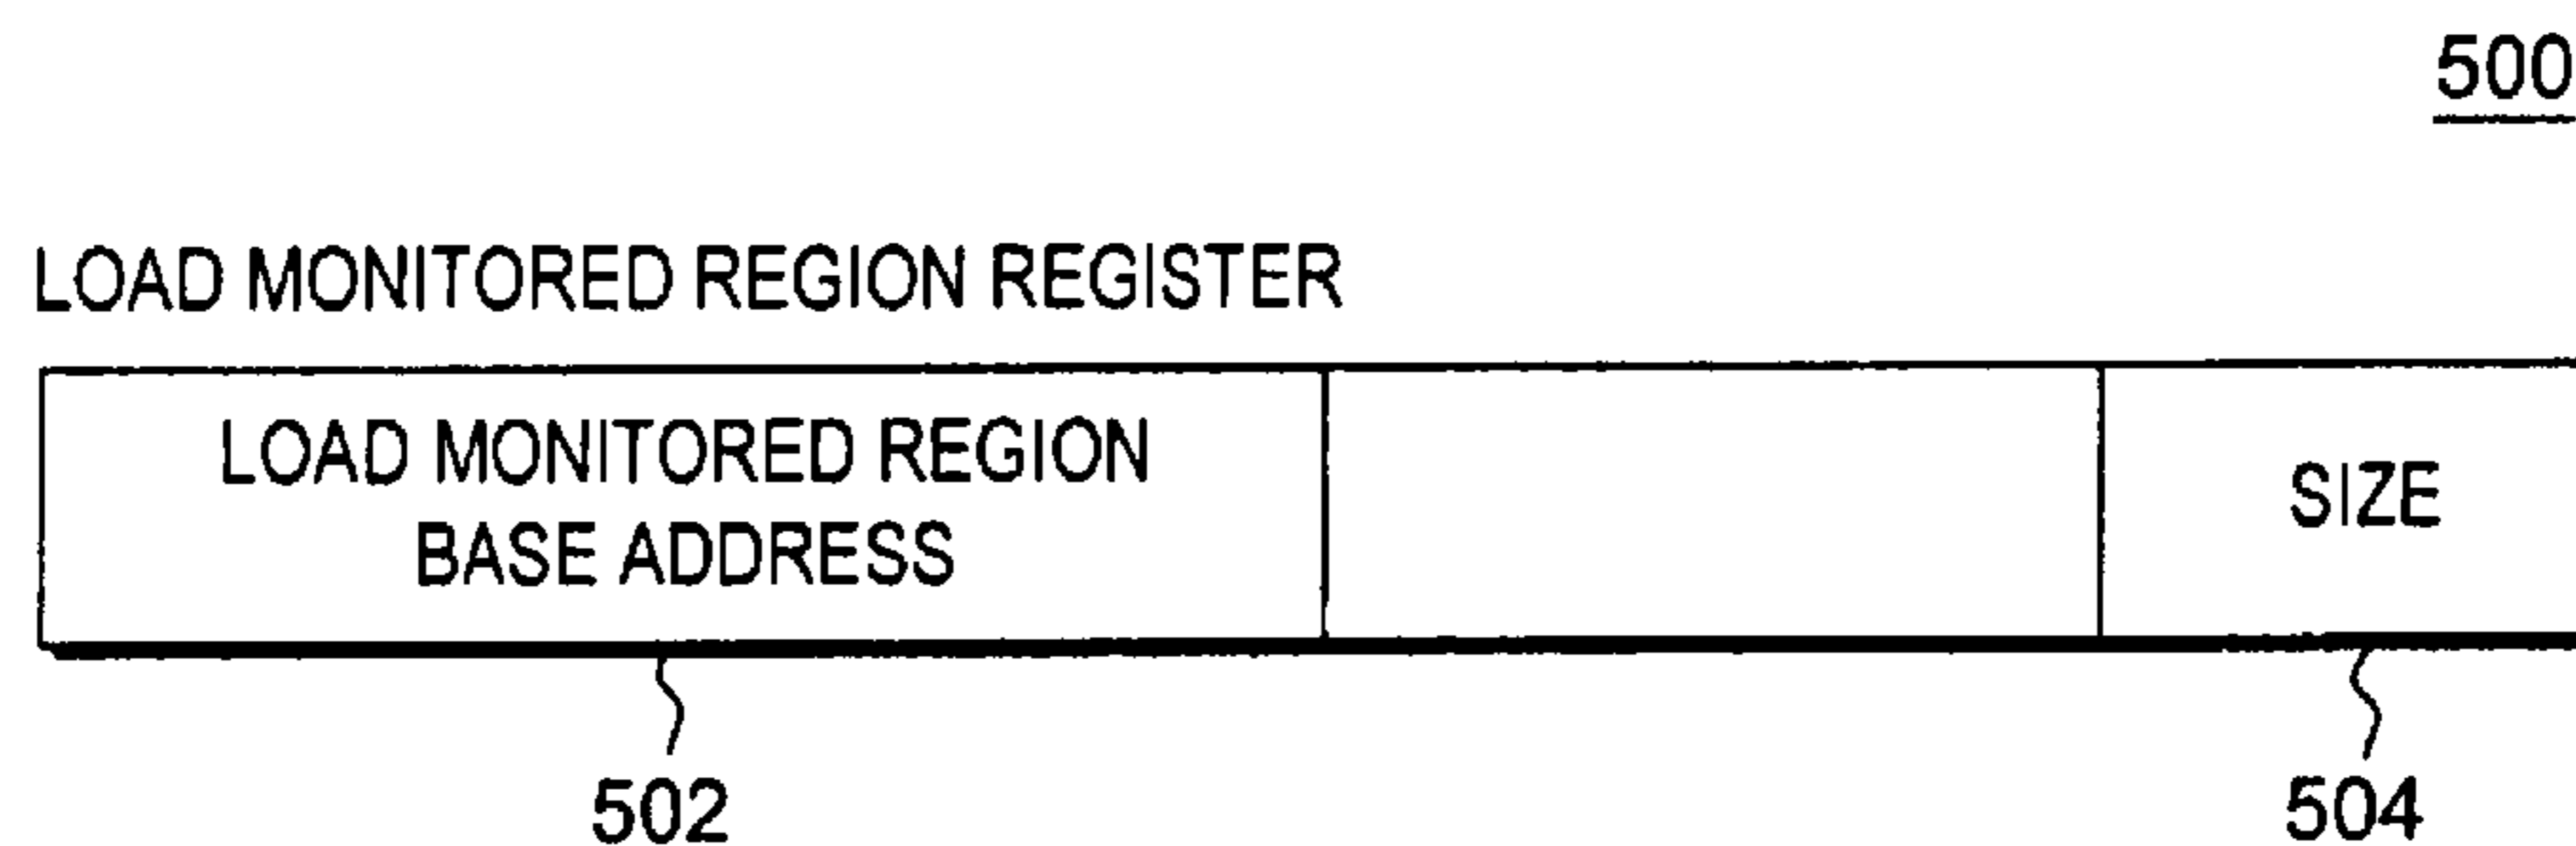 500
LOAD MONITORED REGION REGISTER
LOAD MONITORED REGION
BASE ADDRESS
SIZE
502
504